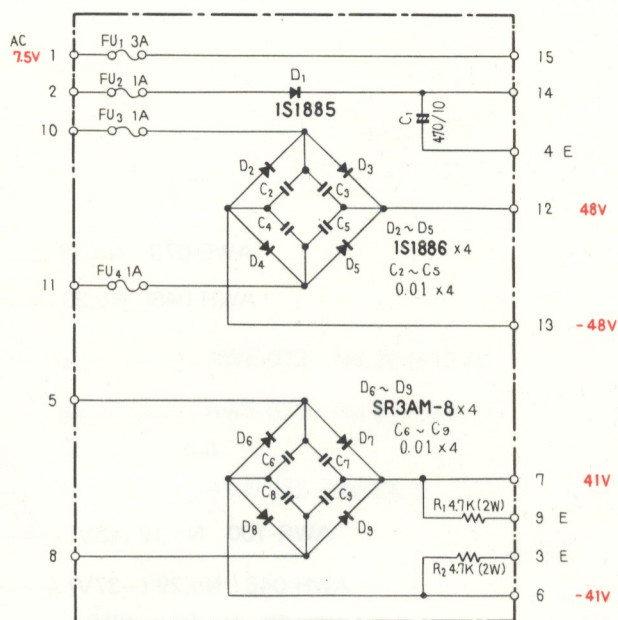 AC
7.5V 1 FU1 3A 15
2 FU2 1A D1 14
1S1885
10 FU3 1A C1 470/10
4 E
D2 D3
C2 C3
12 48V
C4 C5
D4 D5
D2~D5
1S1886 x4
C2~C5
0.01 x4
11 FU4 1A
13 -48V
5
D6~D9
SR3AM-8 x4
C6~C9
0.01 x4
D6 D7
C6 C7
7 41V
C8 C9
D8 D9
R1 4.7K (2W) 9 E
8 3 E
R2 4.7K (2W)
6 -41V